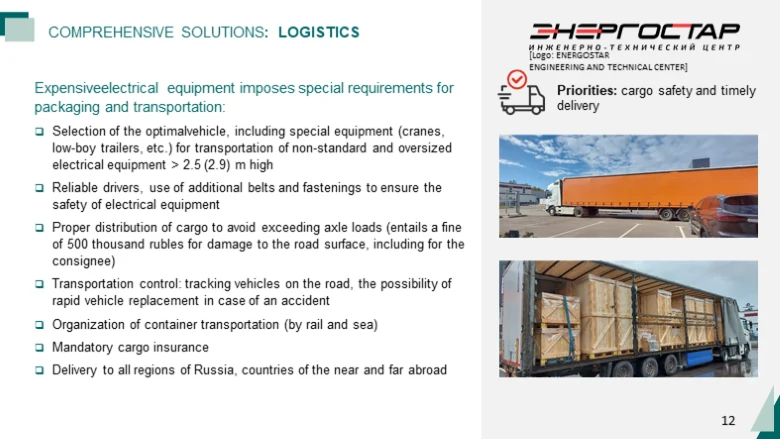 COMPREHENSIVE SOLUTIONS: LOGISTICS
Expensiveelectrical equipment imposes special requirements for
packaging and transportation:
Selection of the optimalvehicle, including special equipment (cranes,
low-boy trailers, etc.) for transportation of non-standard and oversized
electrical equipment > 2.5 (2.9) m high
Reliable drivers, use of additional belts and fastenings to ensure the
safety of electrical equipment
Proper distribution of cargo to avoid exceeding axle loads (entails a fine
of 500 thousand rubles for damage to the road surface, including for the
consignee)
Transportation control: tracking vehicles on the road, the possibility of
rapid vehicle replacement in case of an accident
Organization of container transportation (by rail and sea)
Mandatory cargo insurance
Delivery to all regions of Russia, countries of the near and far abroad
ЭНЕРГОСТАР
ИНЖЕНЕРНО-ТЕХНИЧЕСКИЙ ЦЕНТР
[Logo: ENERGOSTAR
ENGINEERING AND TECHNICAL CENTER]
Priorities: cargo safety and timely
delivery
12